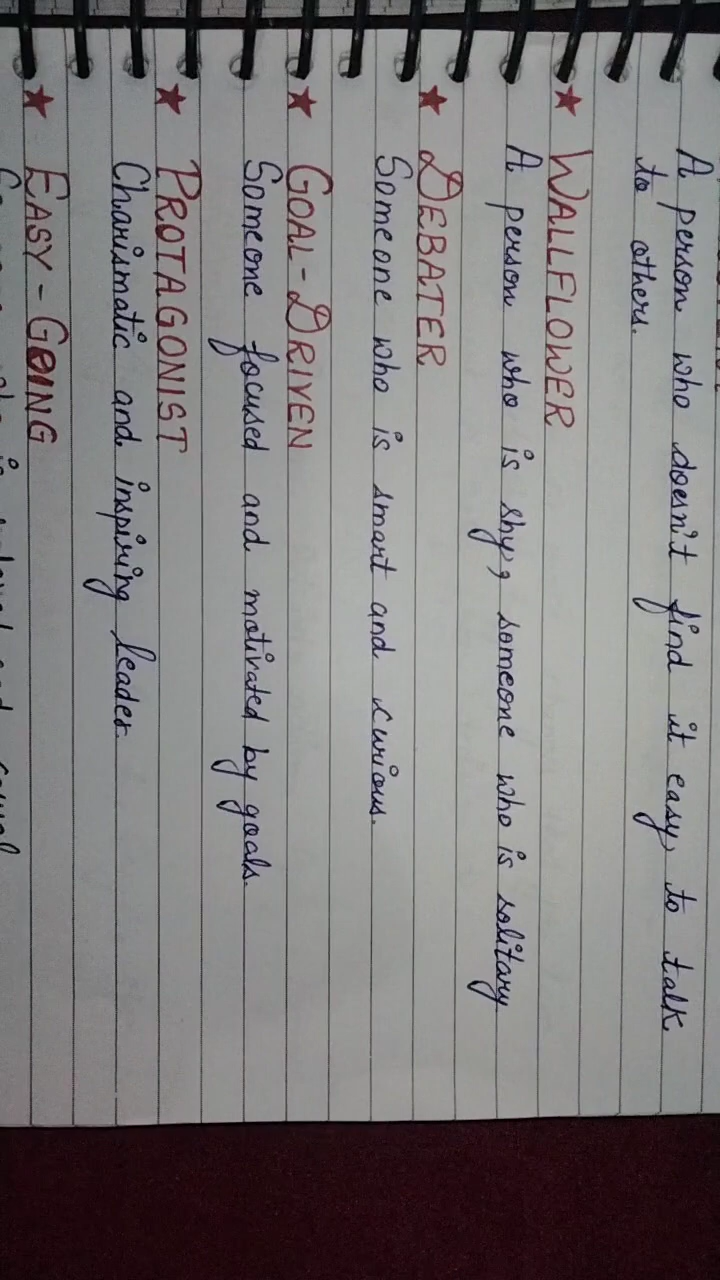 A person who doesn't find it easy to talk
to others.
★ WALLFLOWER
A person who is shy, someone who is solitary
★ DEBATER
Someone who is smart and curious.
★ GOAL-DRIVEN
Someone focused and motivated by goals.
★ PROTAGONIST
Charismatic and inspiring leader.
★ EASY-GOING